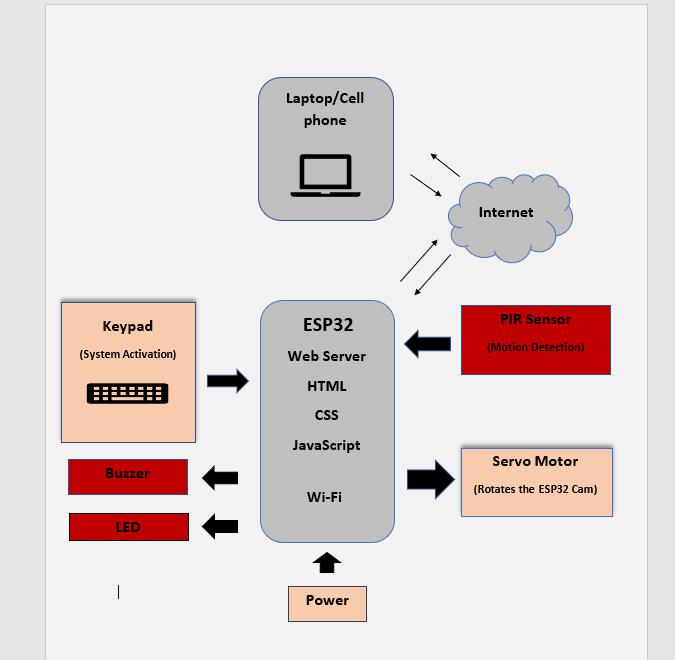 Laptop/Cell
phone
Internet
Keypad
(System Activation)
ESP32
Web Server
HTML
CSS
JavaScript
Wi-Fi
PIR Sensor
(Motion Detection)
Buzzer
LED
Servo Motor
(Rotates the ESP32 Cam)
Power